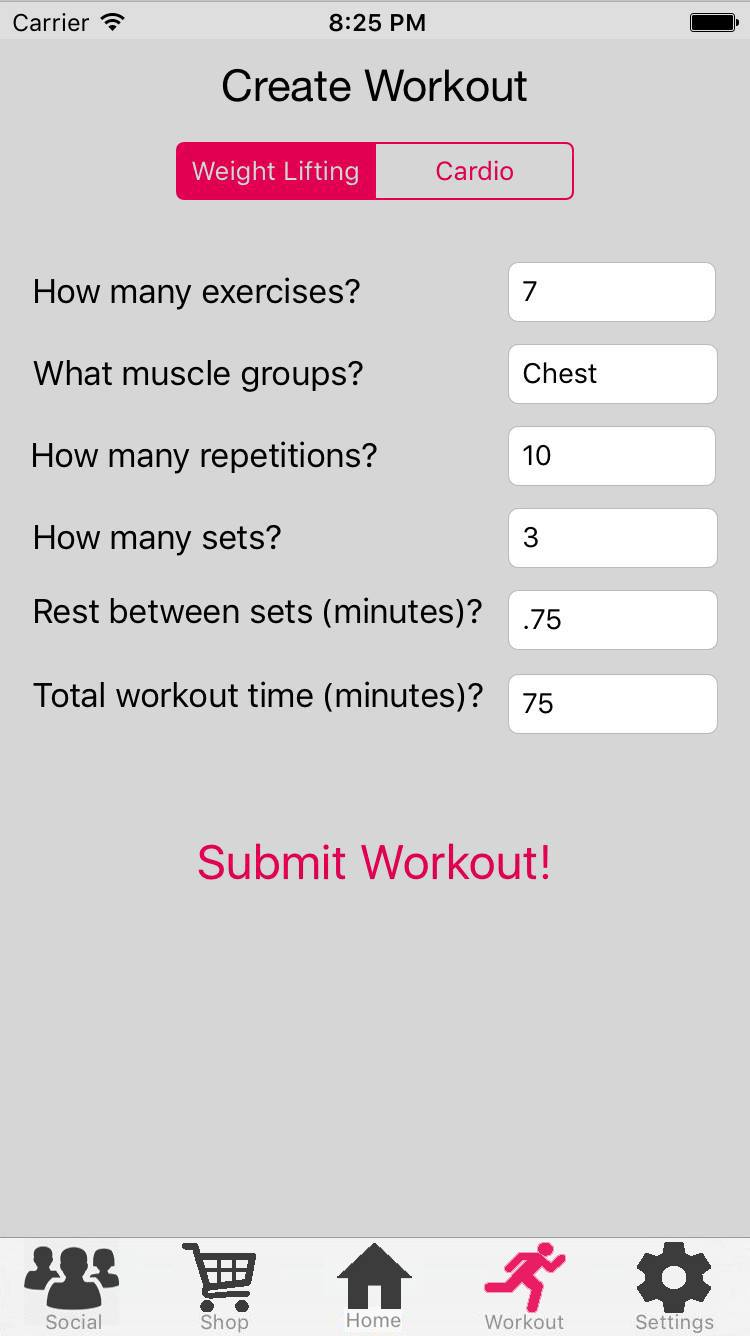 Carrier 8:25 PM
Create Workout
Weight Lifting Cardio
How many exercises? 7
What muscle groups? Chest
How many repetitions? 10
How many sets? 3
Rest between sets (minutes)? .75
Total workout time (minutes)? 75
Submit Workout!
Social Shop Home Workout Settings